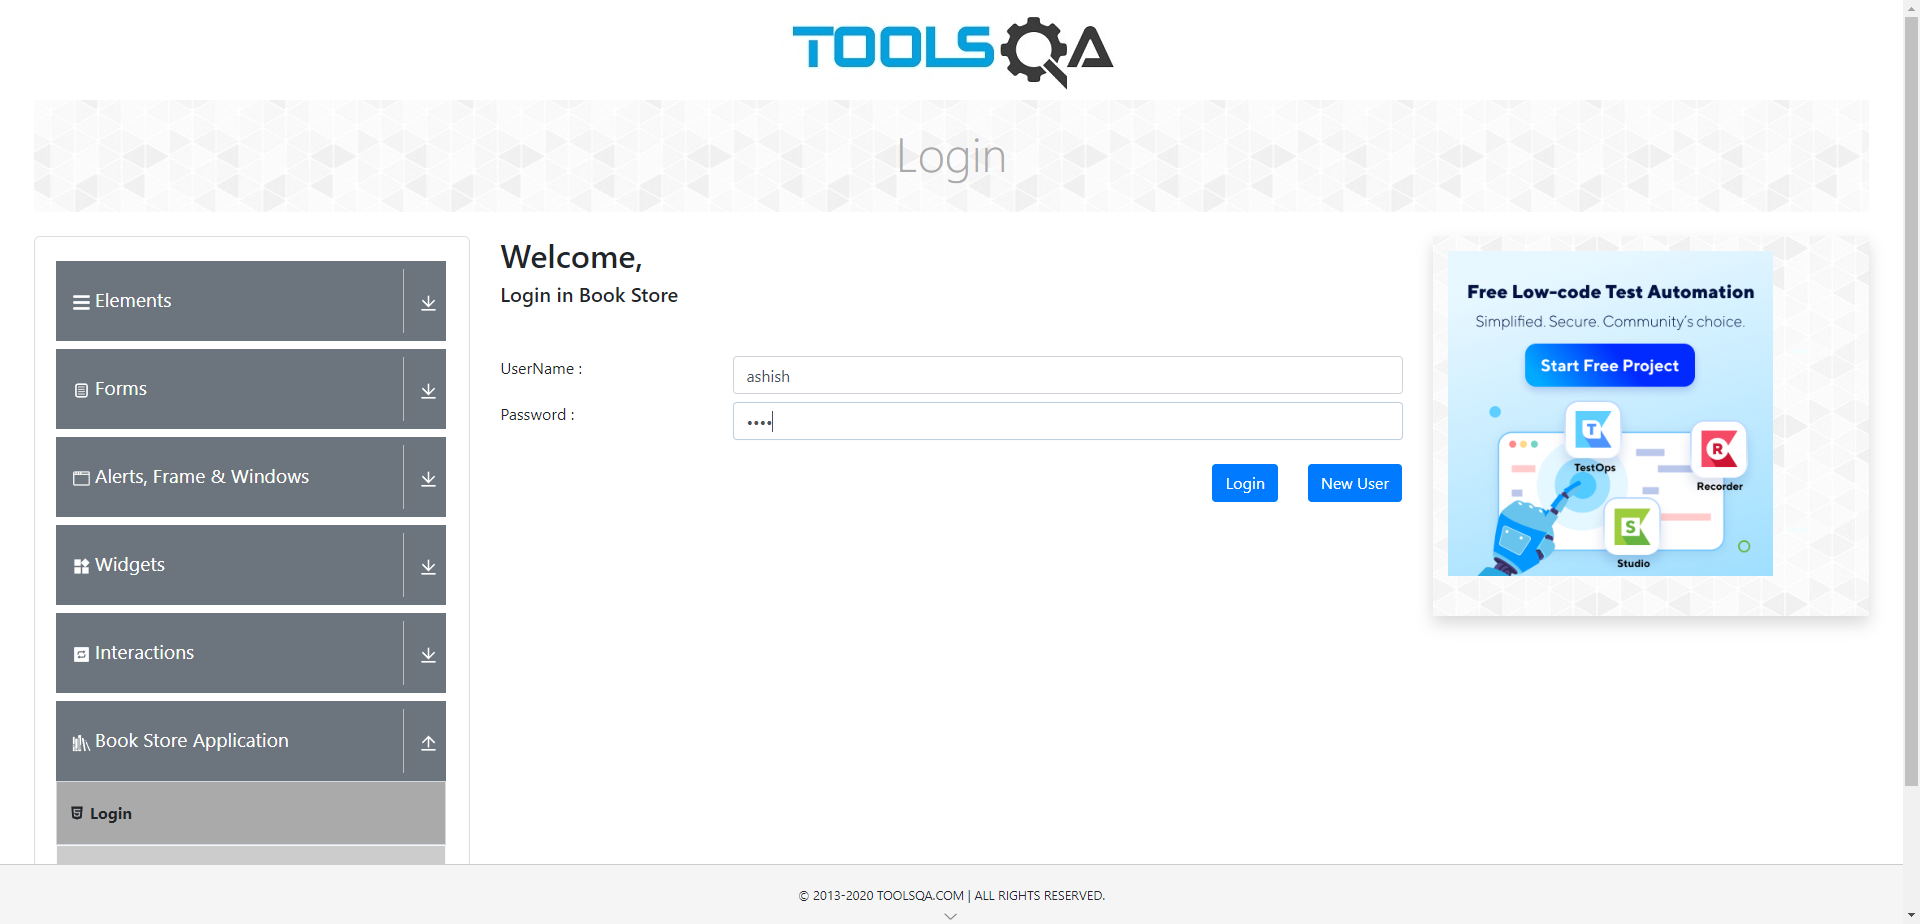 TOOLSQA
Login
Elements
Forms
Alerts, Frame & Windows
Widgets
Interactions
Book Store Application
Login
Welcome,
Login in Book Store
UserName :
ashish
Password :
••••
Login
New User
Free Low-code Test Automation
Simplified. Secure. Community's choice.
Start Free Project
T
TestOps
R
Recorder
S
Studio
© 2013-2020 TOOLSQA.COM | ALL RIGHTS RESERVED.